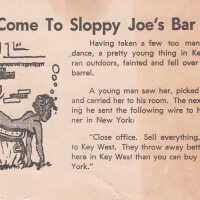 Come To Sloppy Joe's Bar
Having taken a few too man
dance, a pretty young thing in Key
ran outdoors, fainted and fell over
barrel.
A young man saw her, picked
and carried her to his room. The nex
ing he sent the following wire to h
ner in New York:
"Close office. Sell everything,
to Key West. They throw away bett
here in Key West than you can buy
York."